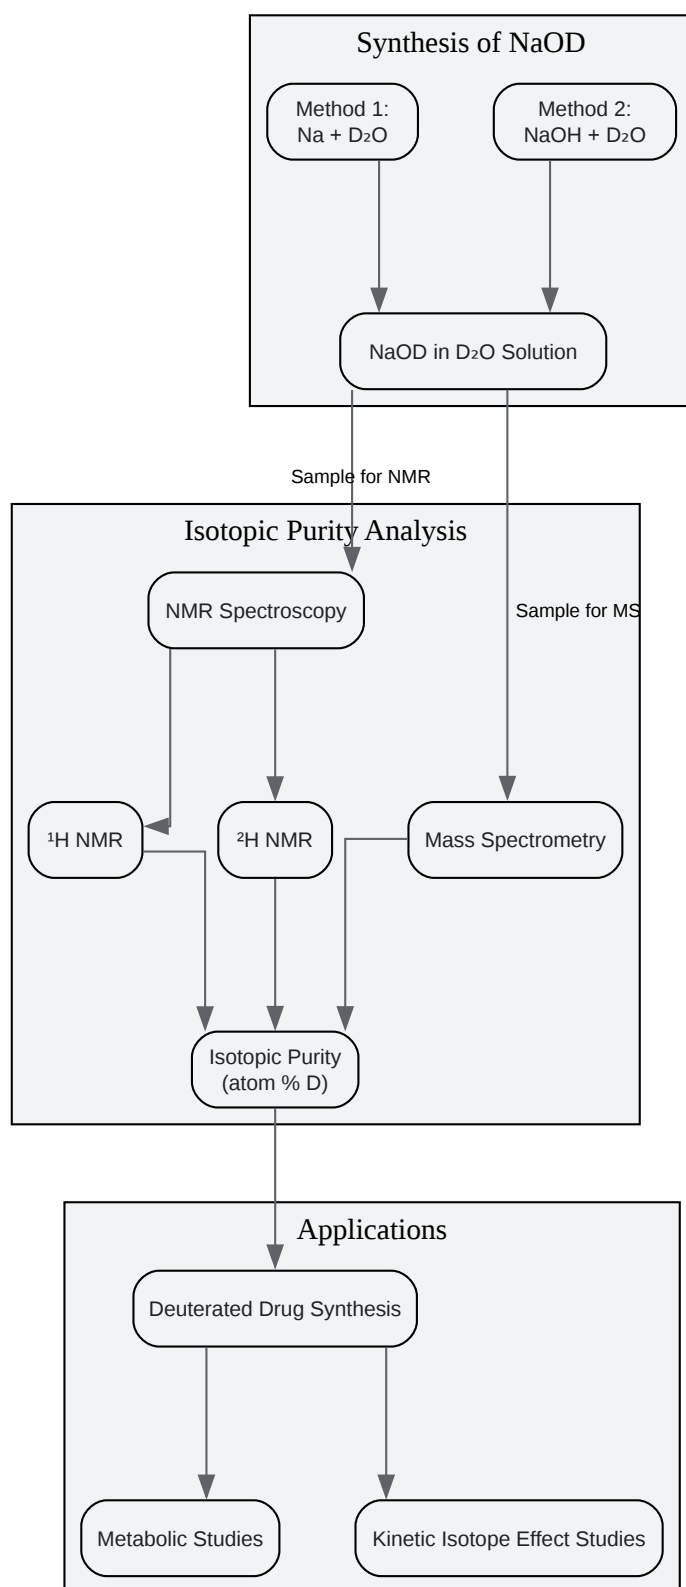 Synthesis of NaOD
Method 1:
Na + D₂O
Method 2:
NaOH + D₂O
NaOD in D₂O Solution
Sample for NMR
Isotopic Purity Analysis
NMR Spectroscopy
Sample for MS
¹H NMR
²H NMR
Mass Spectrometry
Isotopic Purity
(atom % D)
Applications
Deuterated Drug Synthesis
Metabolic Studies
Kinetic Isotope Effect Studies